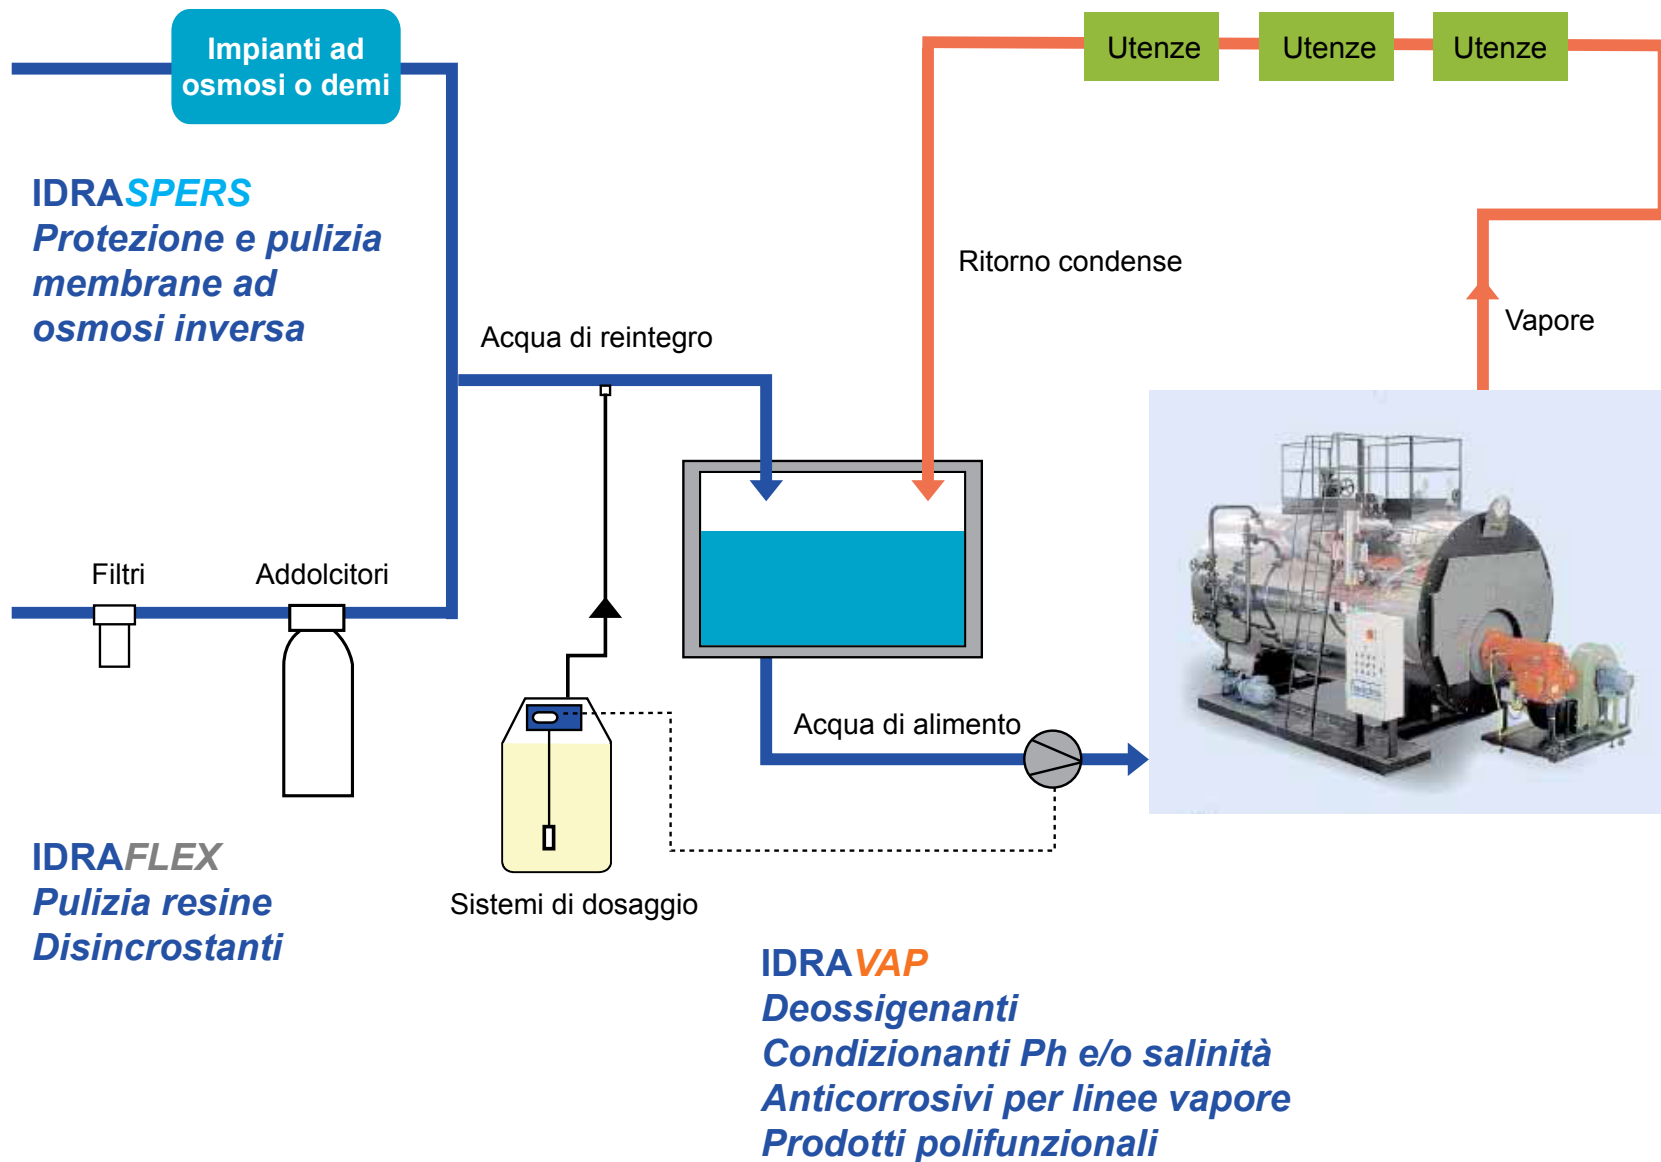 Impianti ad
osmosi o demi
Utenze
Utenze
Utenze
IDRASPERS
Protezione e pulizia
membrane ad
osmosi inversa
Ritorno condense
Vapore
Acqua di reintegro
Filtri
Addolcitori
Acqua di alimento
IDRAFLEX
Pulizia resine
Disincrostanti
Sistemi di dosaggio
IDRAVAP
Deossigenanti
Condizionanti Ph e/o salinità
Anticorrosivi per linee vapore
Prodotti polifunzionali